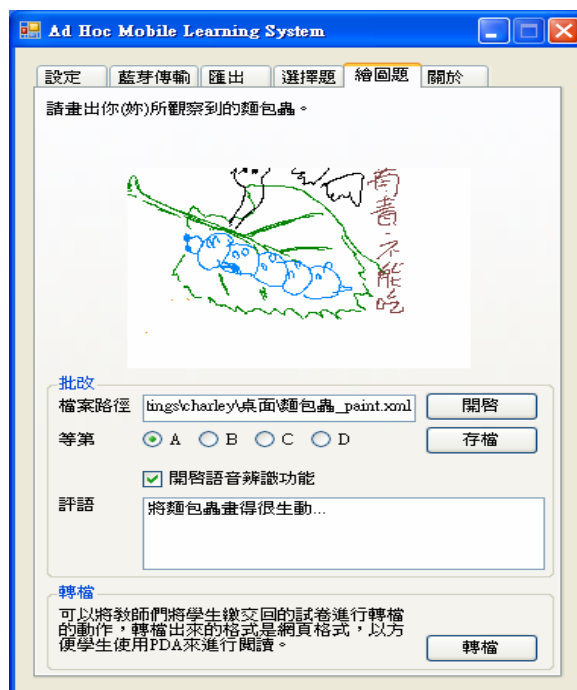 Ad Hoc Mobile Learning System
設定 藍芽傳輸 匯出 選擇題 繪圖題 關於
請畫出你(妳)所觀察到的麵包蟲。
有毒·不能吃
批改
檔案路徑 tings\charley\桌面\麵包蟲_paint.xml 開啓
等第 A B C D 存檔
開啓語音辨識功能
評語 將麵包蟲畫得很生動...
轉檔
可以將教師們將學生繳交回的試卷進行轉檔
的動作，轉檔出來的格式是網頁格式，以方
便學生使用PDA來進行閱讀。 轉檔